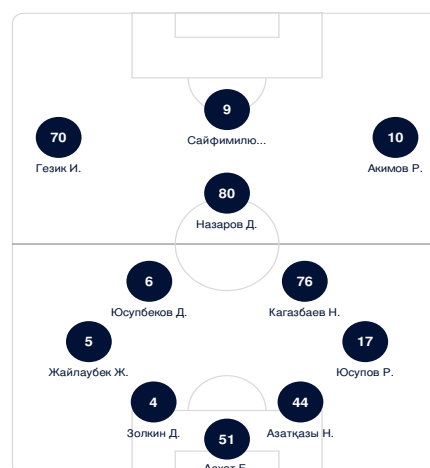 9
Сайфимилю...
70
Гезик И.
10
Акимов Р.
80
Назаров Д.
6
Юсупбеков Д.
76
Кагазбаев Н.
5
Жайлаубек Ж.
17
Юсупов Р.
4
Золкин Д.
44
Азатқазы Н.
51